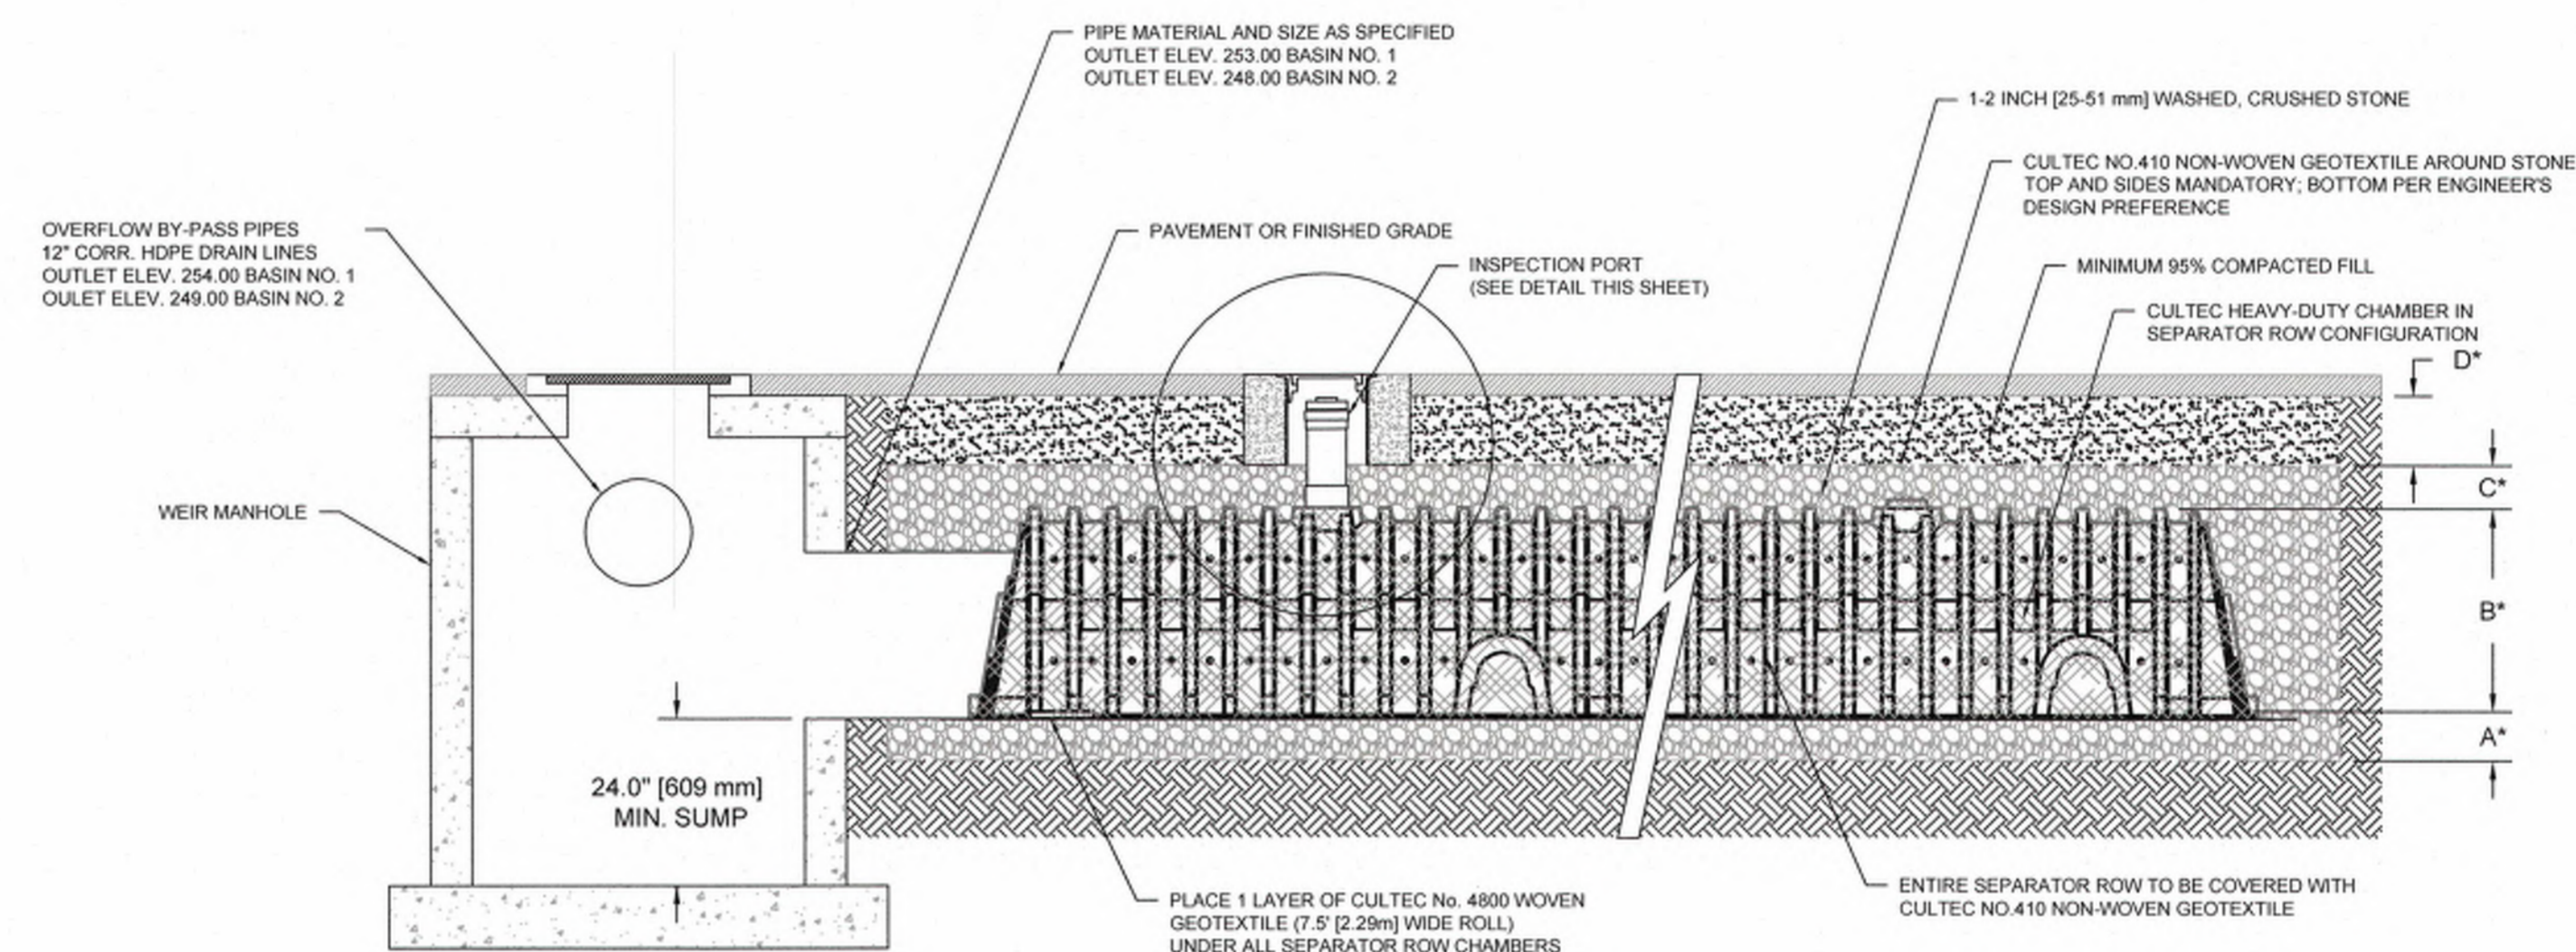 PIPE MATERIAL AND SIZE AS SPECIFIED
OUTLET ELEV. 253.00 BASIN NO. 1
OUTLET ELEV. 248.00 BASIN NO. 2
1-2 INCH [25-51 mm] WASHED, CRUSHED STONE
CULTEC NO.410 NON-WOVEN GEOTEXTILE AROUND STONE
TOP AND SIDES MANDATORY; BOTTOM PER ENGINEER'S
DESIGN PREFERENCE
OVERFLOW BY-PASS PIPES
12" CORR. HDPE DRAIN LINES
OUTLET ELEV. 254.00 BASIN NO. 1
OULET ELEV. 249.00 BASIN NO. 2
PAVEMENT OR FINISHED GRADE
INSPECTION PORT
(SEE DETAIL THIS SHEET)
MINIMUM 95% COMPACTED FILL
CULTEC HEAVY-DUTY CHAMBER IN
SEPARATOR ROW CONFIGURATION
D*
C*
WEIR MANHOLE
B*
A*
24.0" [609 mm]
MIN. SUMP
PLACE 1 LAYER OF CULTEC No. 4800 WOVEN
GEOTEXTILE (7.5' [2.29m] WIDE ROLL)
UNDER ALL SEPARATOR ROW CHAMBERS
ENTIRE SEPARATOR ROW TO BE COVERED WITH
CULTEC NO.410 NON-WOVEN GEOTEXTILE